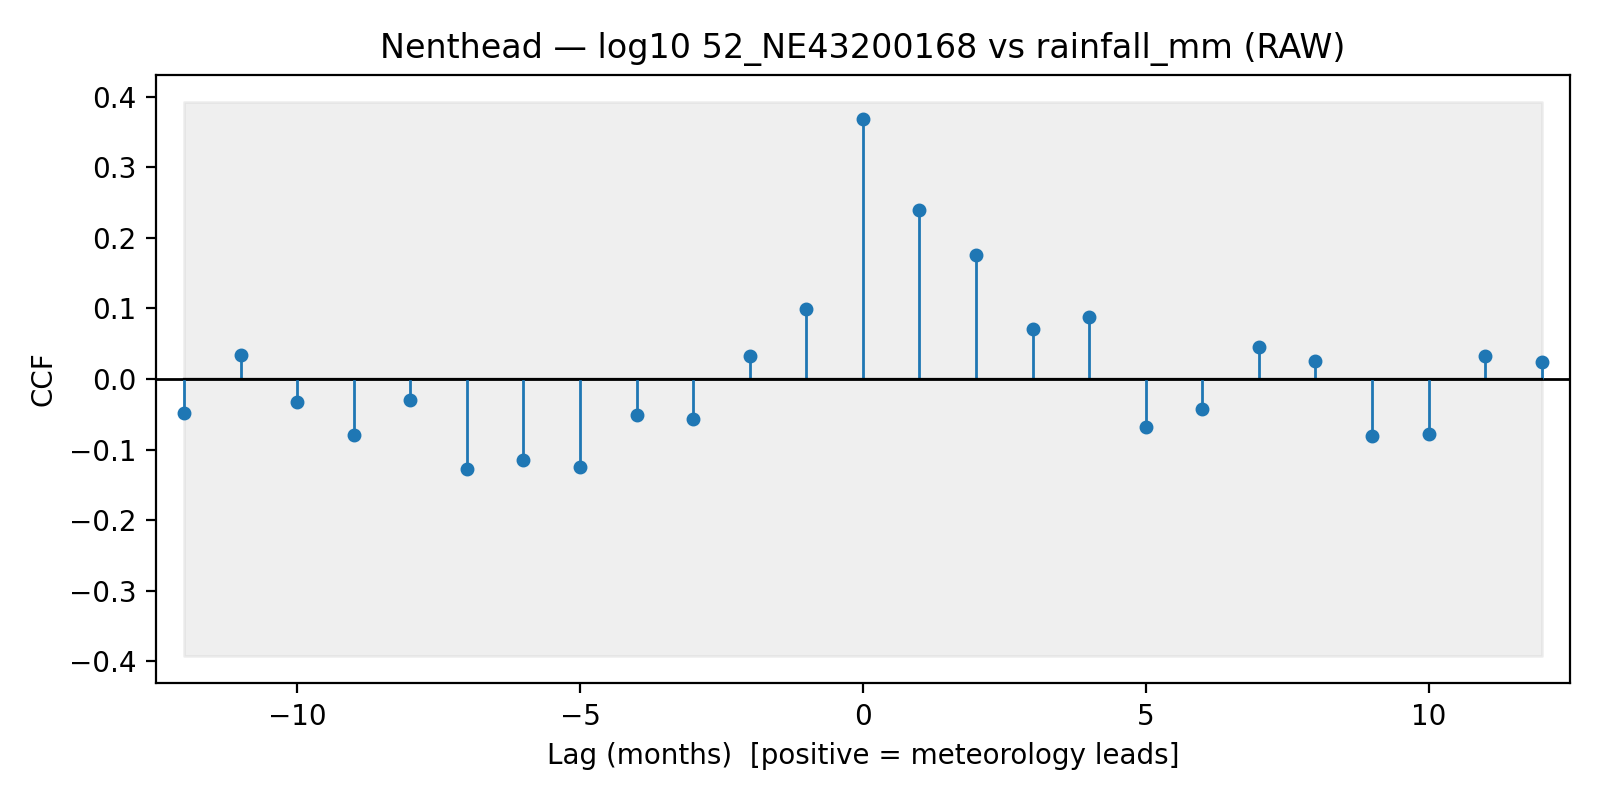 Nenthead — log10 52_NE43200168 vs rainfall_mm (RAW)
0.4
0.3
0.2
0.1
0.0
−0.1
−0.2
−0.3
−0.4
CCF
−10 −5 0 5 10
Lag (months)  [positive = meteorology leads]